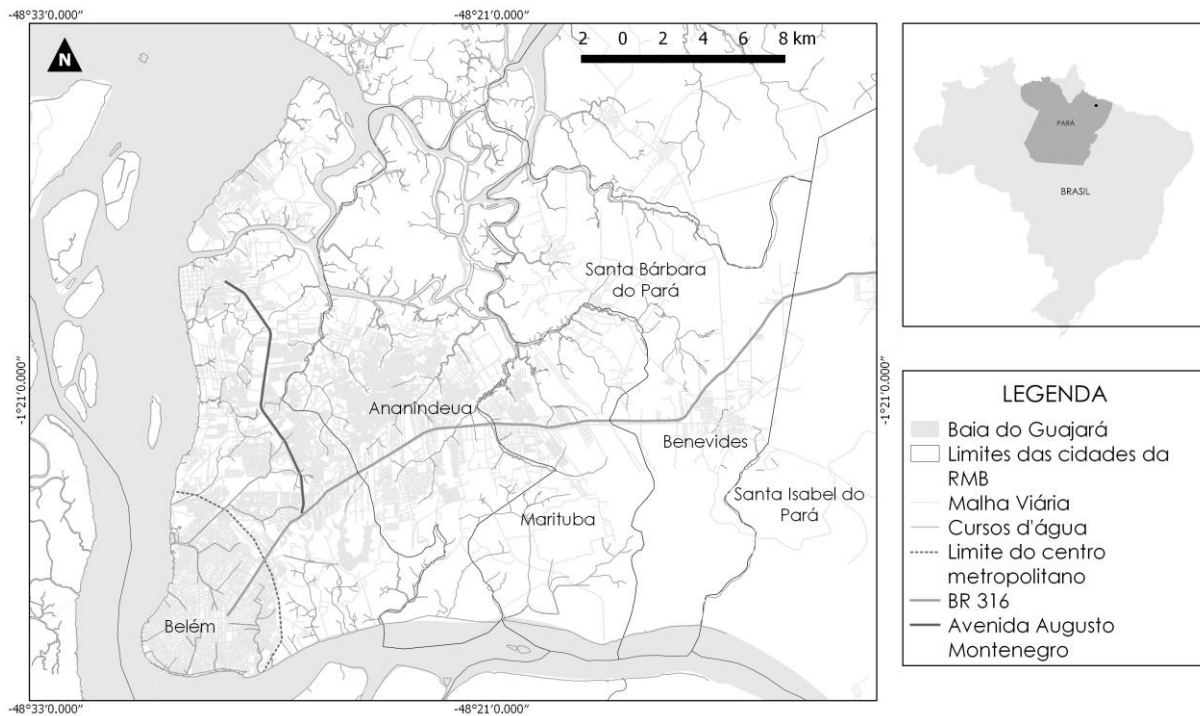 -48°33'0.000"
-48°21'0.000"
N
2 0 2 4 6 8 km
-1°21'0.000"
-1°21'0.000"
Santa Bárbara
do Pará
Ananindeua
Benevides
Santa Isabel do
Pará
Marituba
Belém
-48°33'0.000"
-48°21'0.000"
PARÁ
BRASIL
LEGENDA
Baia do Guajará
Limites das cidades da
RMB
Malha Viária
Cursos d'água
Limite do centro
metropolitano
BR 316
Avenida Augusto
Montenegro